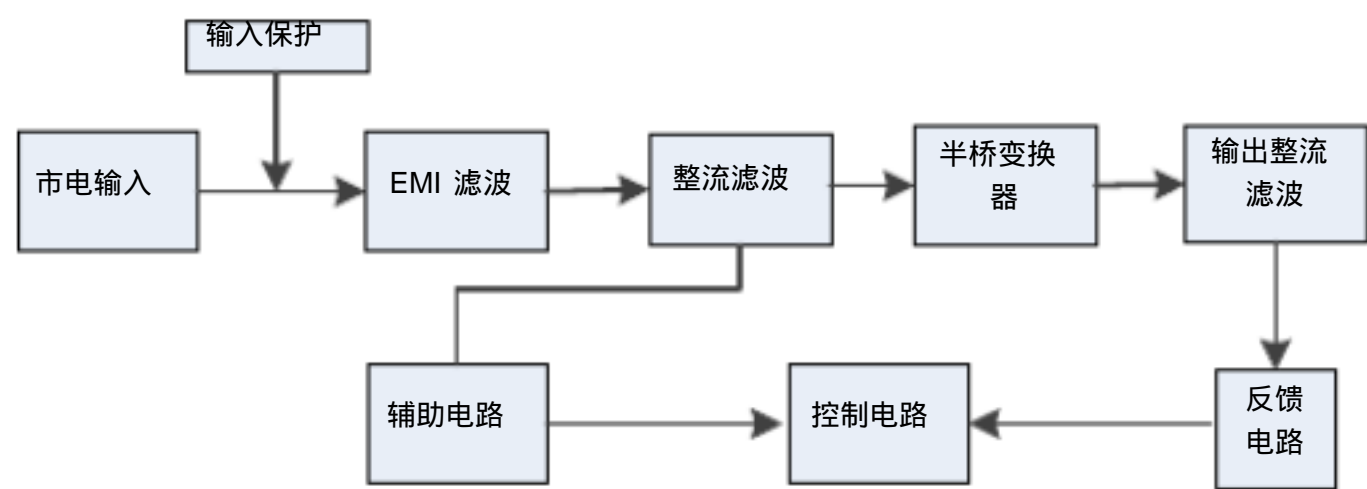 输入保护
市电输入
EMI 滤波
整流滤波
半桥变换
器
输出整流
滤波
辅助电路
控制电路
反馈
电路